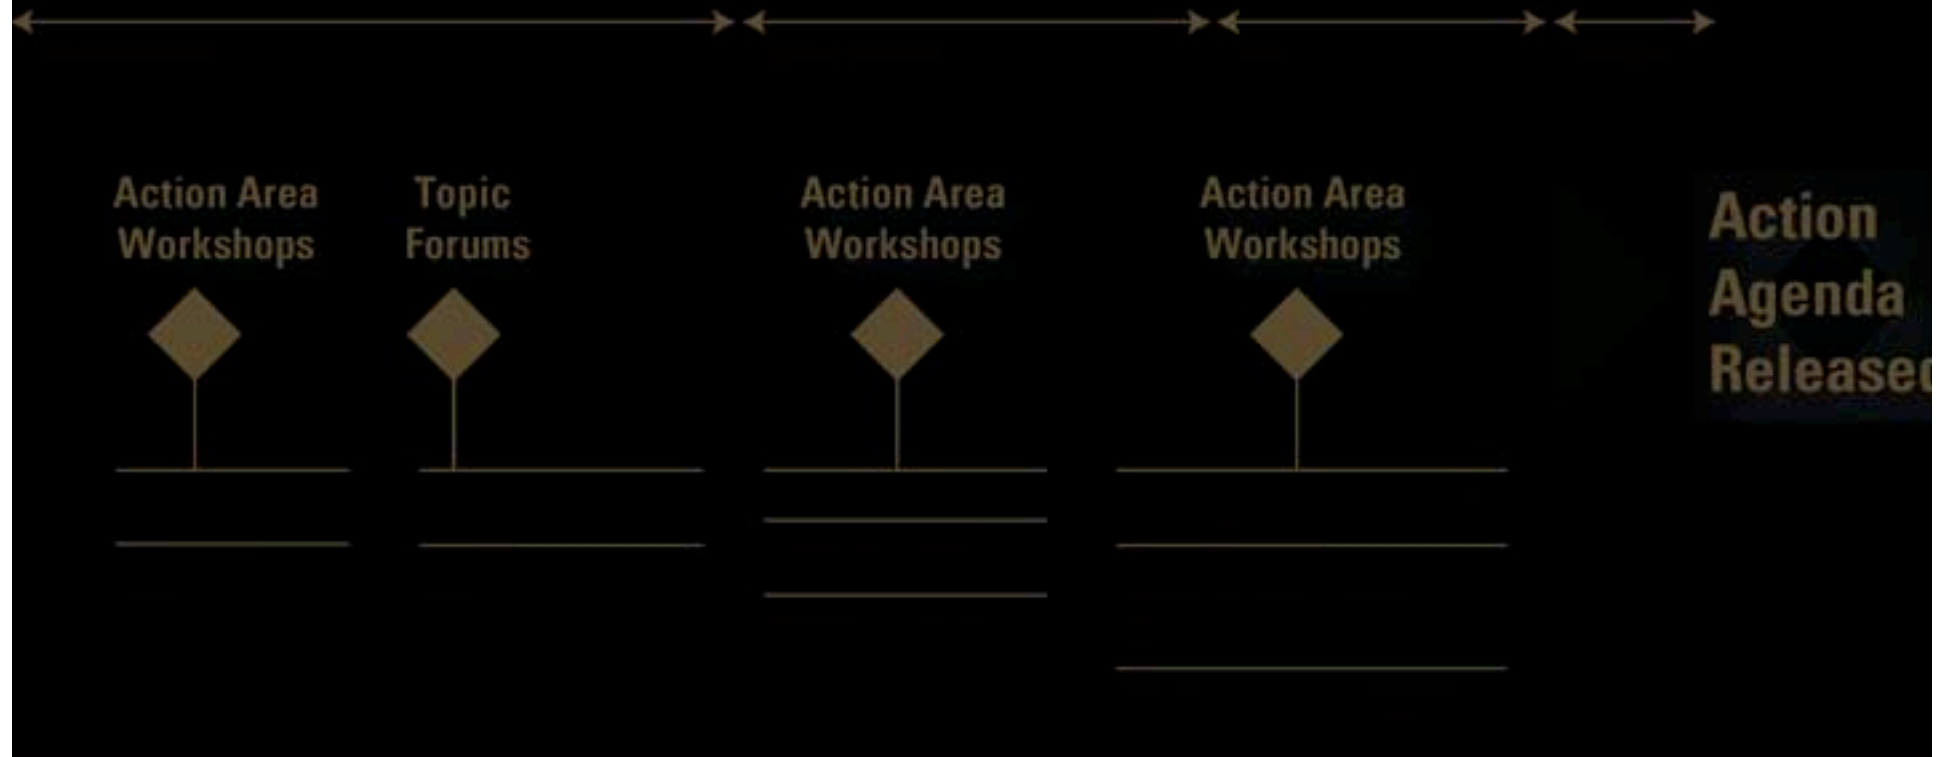 Action Area
Workshops
Topic
Forums
Action Area
Workshops
Action Area
Workshops
Action
Agenda
Released